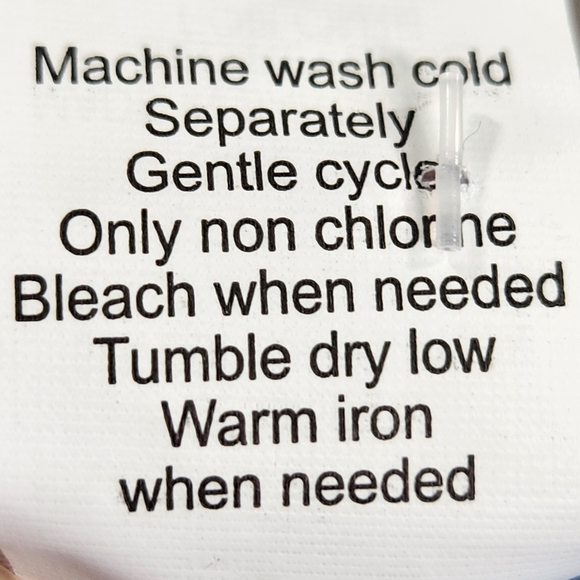 Machine wash cold
Separately
Gentle cycle
Only non chlorine
Bleach when needed
Tumble dry low
Warm iron
when needed